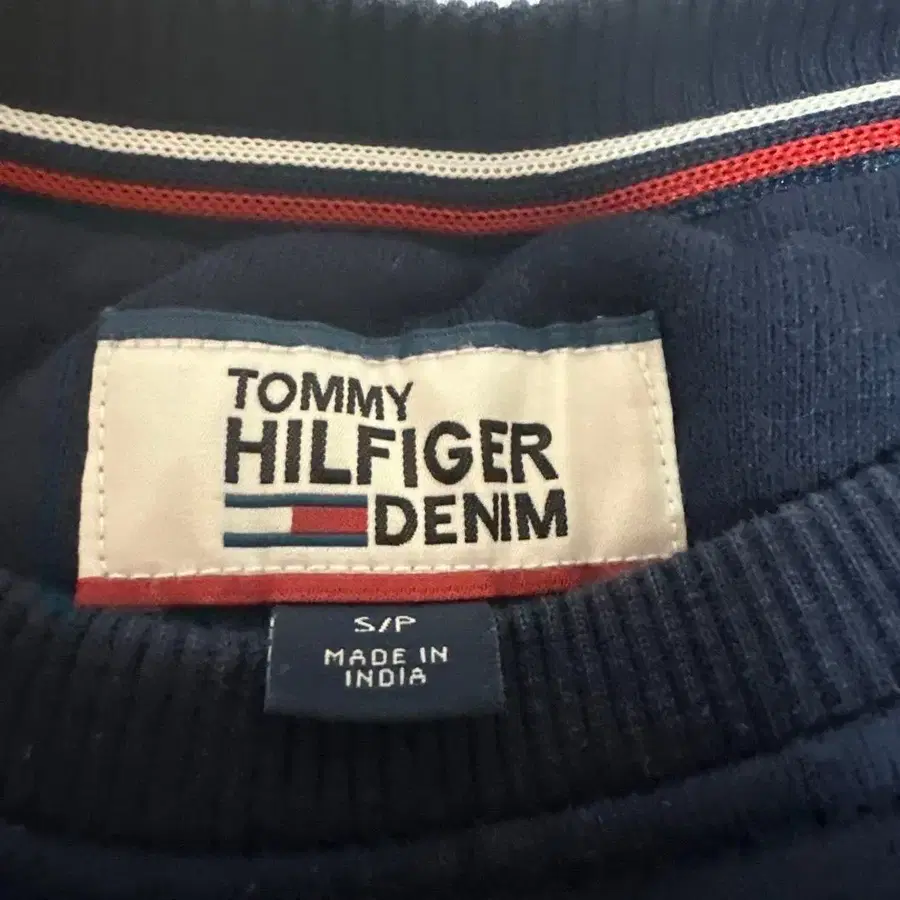 TOMMY
HILFIGER
DENIM
S/P
MADE IN
INDIA